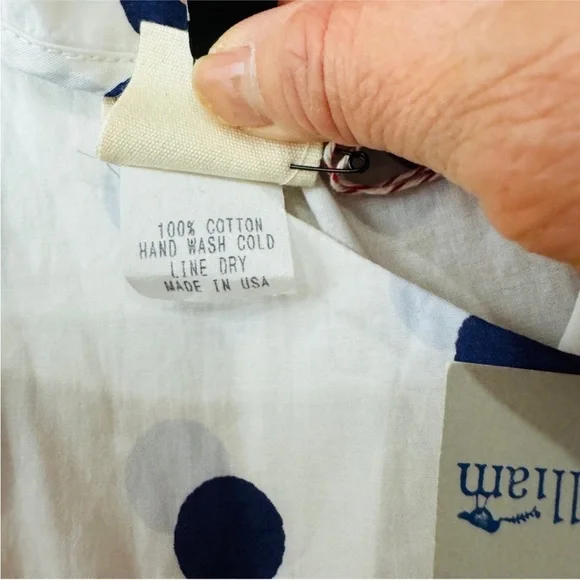 100% COTTON
HAND WASH COLD
LINE DRY
MADE IN USA
lliam